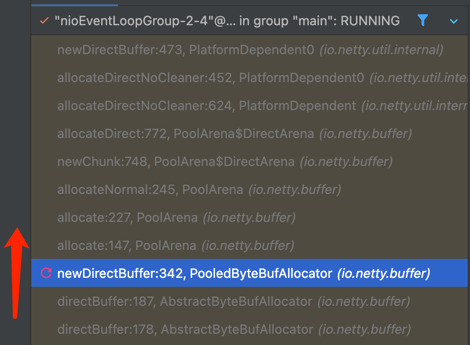 "nioEventLoopGroup-2-4"@... in group "main": RUNNING
newDirectBuffer:473, PlatformDependent0 (io.netty.util.internal)
allocateDirectNoCleaner:452, PlatformDependent0 (io.netty.util.inte
allocateDirectNoCleaner:624, PlatformDependent (io.netty.util.intern
allocateDirect:772, PoolArena$DirectArena (io.netty.buffer)
newChunk:748, PoolArena$DirectArena (io.netty.buffer)
allocateNormal:245, PoolArena (io.netty.buffer)
allocate:227, PoolArena (io.netty.buffer)
allocate:147, PoolArena (io.netty.buffer)
newDirectBuffer:342, PooledByteBufAllocator (io.netty.buffer)
directBuffer:187, AbstractByteBufAllocator (io.netty.buffer)
directBuffer:178, AbstractByteBufAllocator (io.netty.buffer)